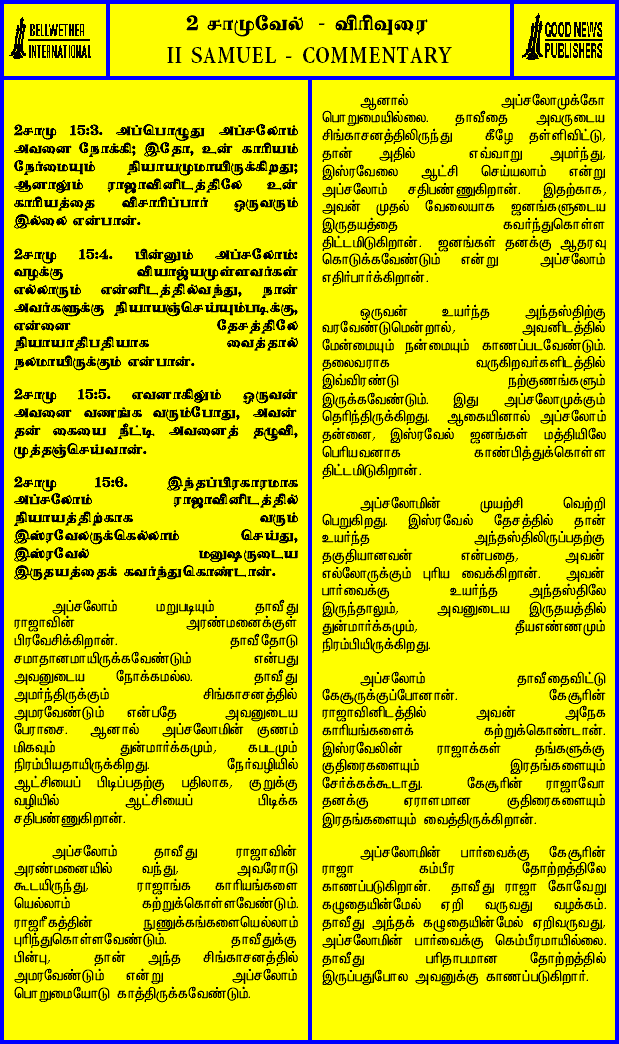 BELLWETHER
INTERNATIONAL
2 சாமுவேல் - விரிவுரை
II SAMUEL - COMMENTARY
GOOD NEWS
PUBLISHERS
2சாமு 15:3. அப்பொழுது அப்சலோம்
அவனை நோக்கி; இதோ, உன் காரியம்
நேர்மையும் நியாயமுமாயிருக்கிறது;
ஆனாலும் ராஜாவினிடத்திலே உன்
காரியத்தை விசாரிப்பார் ஒருவரும்
இல்லை என்பான்.
2சாமு 15:4. பின்னும் அப்சலோம்:
வழக்கு வியாஜ்யமுள்ளவர்கள்
எல்லாரும் என்னிடத்தில்வந்து, நான்
அவர்களுக்கு நியாயஞ்செய்யும்படிக்கு,
என்னை தேசத்திலே
நியாயாதிபதியாக வைத்தால்
நலமாயிருக்கும் என்பான்.
2சாமு 15:5. எவனாகிலும் ஒருவன்
அவனை வணங்க வரும்போது, அவன்
தன் கையை நீட்டி அவனைத் தழுவி,
முத்தஞ்செய்வான்.
2சாமு 15:6. இந்தப்பிரகாரமாக
அப்சலோம் ராஜாவினிடத்தில்
நியாயத்திற்காக வரும்
இஸ்ரவேலருக்கெல்லாம் செய்து,
இஸ்ரவேல் மனுஷருடைய
இருதயத்தைக் கவர்ந்துகொண்டான்.
அப்சலோம் மறுபடியும் தாவீது
ராஜாவின் அரண்மனைக்குள்
பிரவேசிக்கிறான். தாவீதோடு
சமாதானமாயிருக்கவேண்டும் என்பது
அவனுடைய நோக்கமல்ல. தாவீது
அமர்ந்திருக்கும் சிங்காசனத்தில்
அமரவேண்டும் என்பதே அவனுடைய
பேராசை. ஆனால் அப்சலோமின் குணம்
மிகவும் துன்மார்க்கமும், கபடமும்
நிரம்பியதாயிருக்கிறது. நேர்வழியில்
ஆட்சியைப் பிடிப்பதற்கு பதிலாக, குறுக்கு
வழியில் ஆட்சியைப் பிடிக்க
சதிபண்ணுகிறான்.
அப்சலோம் தாவீது ராஜாவின்
அரண்மனையில் வந்து, அவரோடு
கூடயிருந்து, ராஜாங்க காரியங்களை
யெல்லாம் கற்றுக்கொள்ளவேண்டும்.
ராஜரீகத்தின் நுணுக்கங்களையெல்லாம்
புரிந்துகொள்ளவேண்டும். தாவீதுக்கு
பின்பு, தான் அந்த சிங்காசனத்தில்
அமரவேண்டும் என்று அப்சலோம்
பொறுமையோடு காத்திருக்கவேண்டும்.
ஆனால் அப்சலோமுக்கோ
பொறுமையில்லை. தாவீதை அவருடைய
சிங்காசனத்திலிருந்து கீழே தள்ளிவிட்டு,
தான் அதில் எவ்வாறு அமர்ந்து,
இஸ்ரவேலை ஆட்சி செய்யலாம் என்று
அப்சலோம் சதிபண்ணுகிறான். இதற்காக,
அவன் முதல் வேலையாக ஜனங்களுடைய
இருதயத்தை கவர்ந்துகொள்ள
திட்டமிடுகிறான். ஜனங்கள் தனக்கு ஆதரவு
கொடுக்கவேண்டும் என்று அப்சலோம்
எதிர்பார்க்கிறான்.
ஒருவன் உயர்ந்த அந்தஸ்திற்கு
வரவேண்டுமென்றால், அவனிடத்தில்
மேன்மையும் நன்மையும் காணப்படவேண்டும்.
தலைவராக வருகிறவர்களிடத்தில்
இவ்விரண்டு நற்குணங்களும்
இருக்கவேண்டும். இது அப்சலோமுக்கும்
தெரிந்திருக்கிறது. ஆகையினால் அப்சலோம்
தன்னை, இஸ்ரவேல் ஜனங்கள் மத்தியிலே
பெரியவனாக காண்பித்துக்கொள்ள
திட்டமிடுகிறான்.
அப்சலோமின் முயற்சி வெற்றி
பெறுகிறது. இஸ்ரவேல் தேசத்தில் தான்
உயர்ந்த அந்தஸ்திலிருப்பதற்கு
தகுதியானவன் என்பதை, அவன்
எல்லோருக்கும் புரிய வைக்கிறான். அவன்
பார்வைக்கு உயர்ந்த அந்தஸ்திலே
இருந்தாலும், அவனுடைய இருதயத்தில்
துன்மார்க்கமும், தீயஎண்ணமும்
நிரம்பியிருக்கிறது.
அப்சலோம் தாவீதைவிட்டு
கேசூருக்குப்போனான். கேசூரின்
ராஜாவினிடத்தில் அவன் அநேக
காரியங்களைக் கற்றுக்கொண்டான்.
இஸ்ரவேலின் ராஜாக்கள் தங்களுக்கு
குதிரைகளையும் இரதங்களையும்
சேர்க்கக்கூடாது. கேசூரின் ராஜாவோ
தனக்கு ஏராளமான குதிரைகளையும்
இரதங்களையும் வைத்திருக்கிறான்.
அப்சலோமின் பார்வைக்கு கேசூரின்
ராஜா கம்பீர தோற்றத்திலே
காணப்படுகிறான். தாவீது ராஜா கோவேறு
கழுதையின்மேல் ஏறி வருவது வழக்கம்.
தாவீது அந்தக் கழுதையின்மேல் ஏறிவருவது,
அப்சலோமின் பார்வைக்கு கெம்பீரமாயில்லை.
தாவீது பரிதாபமான தோற்றத்தில்
இருப்பதுபோல அவனுக்கு காணப்படுகிறார்.